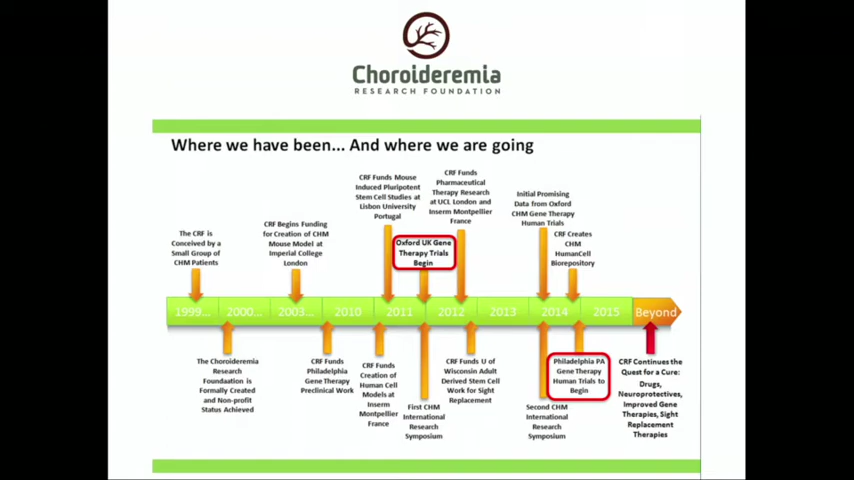 Choroideremia
RESEARCH FOUNDATION
Where we have been... And where we are going
The CRF is
Conceived by a
Small Group of
CHM Patients
CRF Begins Funding
for Creation of CHM
Mouse Model at
Imperial College
London
CRF Funds Mouse
Induced Pluripotent
Stem Cell Studies at
Lisbon University
Portugal
Oxford UK Gene
Therapy Trials
Begin
CRF Funds
Pharmaceutical
Therapy Research
at UCL London and
Inserm Montpellier
France
Initial Promising
Data from Oxford
CHM Gene Therapy
Human Trials
CRF Creates
CHM
HumanCell
Biorepository
1999... 2000... 2003... 2010 2011 2012 2013 2014 2015 Beyond
The Choroideremia
Research
Foundaation is
Formally Created
and Non-profit
Status Achieved
CRF Funds
Philadelphia
Gene Therapy
Preclinical Work
CRF Funds
Creation of
Human Cell
Models at
Inserm
Montpellier
France
First CHM
International
Research
Symposium
CRF Funds U of
Wisconsin Adult
Derived Stem Cell
Work for Sight
Replacement
Second CHM
International
Research
Symposium
Philadelphia PA
Gene Therapy
Human Trials to
Begin
CRF Continues the
Quest for a Cure:
Drugs,
Neuroprotectives,
Improved Gene
Therapies, Sight
Replacement
Therapies